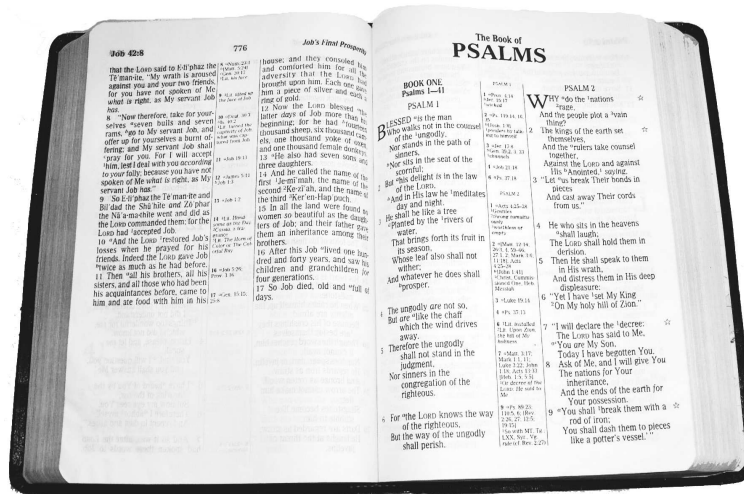 Job 42:8
776
Job's Final Prosperity
that the LORD said to E·li′phaz the
Te′man·ite, "My wrath is aroused
against you and your two friends,
for you have not spoken of Me
what is right, as My servant Job
has.
8 "Now therefore, take for your-
selves seven bulls and seven
rams, go to My servant Job, and
offer up for yourselves a burnt of-
fering; and My servant Job shall
pray for you. For I will accept
him, lest I deal with you according
to your folly; because you have not
spoken of Me what is right, as My
servant Job has."
9 So E·li′phaz the Te′man·ite and
Bil′dad the Shu′hite and Zo′phar
the Na′a·ma·thite went and did as
the LORD commanded them; for the
LORD had accepted Job.
10 And the LORD restored Job's
losses when he prayed for his
friends. Indeed the LORD gave Job
twice as much as he had before.
11 Then all his brothers, all his
sisters, and all those who had been
his acquaintances before, came to
him and ate food with him in his
house; and they consoled him
and comforted him for all the
adversity that the LORD had
brought upon him. Each one gave
him a piece of silver and each a
ring of gold.
12 Now the LORD blessed the
latter days of Job more than his
beginning; for he had fourteen
thousand sheep, six thousand cam-
els, one thousand yoke of oxen,
and one thousand female donkeys.
13 He also had seven sons and
three daughters.
14 And he called the name of the
first Je·mi′mah, the name of the
second Ke·zi′ah, and the name of
the third Ker′en-Hap′puch.
15 In all the land were found no
women so beautiful as the daugh-
ters of Job; and their father gave
them an inheritance among their
brothers.
16 After this Job lived one hun-
dred and forty years, and saw his
children and grandchildren for
four generations.
17 So Job died, old and full of
days.
The Book of
PSALMS
BOOK ONE
Psalms 1—41
PSALM 1
BLESSED is the man
Who walks not in the counsel
of the ungodly,
Nor stands in the path of
sinners,
Nor sits in the seat of the
scornful;
2 But his delight is in the law
of the LORD,
And in His law he meditates
day and night.
3 He shall be like a tree
Planted by the rivers of
water,
That brings forth its fruit in
its season,
Whose leaf also shall not
wither;
And whatever he does shall
prosper.
4 The ungodly are not so,
But are like the chaff
which the wind drives
away.
5 Therefore the ungodly
shall not stand in the
judgment,
Nor sinners in the
congregation of the
righteous.
6 For the LORD knows the way
of the righteous,
But the way of the ungodly
shall perish.
PSALM 1
PSALM 2
PSALM 2
WHY do the nations
rage,
And the people plot a vain
thing?
2 The kings of the earth set
themselves,
And the rulers take counsel
together,
Against the LORD and against
His Anointed, saying,
3 "Let us break Their bonds in
pieces
And cast away Their cords
from us."
4 He who sits in the heavens
shall laugh;
The LORD shall hold them in
derision.
5 Then He shall speak to them
in His wrath,
And distress them in His deep
displeasure:
6 "Yet I have set My King
On My holy hill of Zion."
7 "I will declare the decree:
The LORD has said to Me,
'You are My Son,
Today I have begotten You.
8 Ask of Me, and I will give You
The nations for Your
inheritance,
And the ends of the earth for
Your possession.
9 You shall break them with a
rod of iron;
You shall dash them to pieces
like a potter's vessel.'"